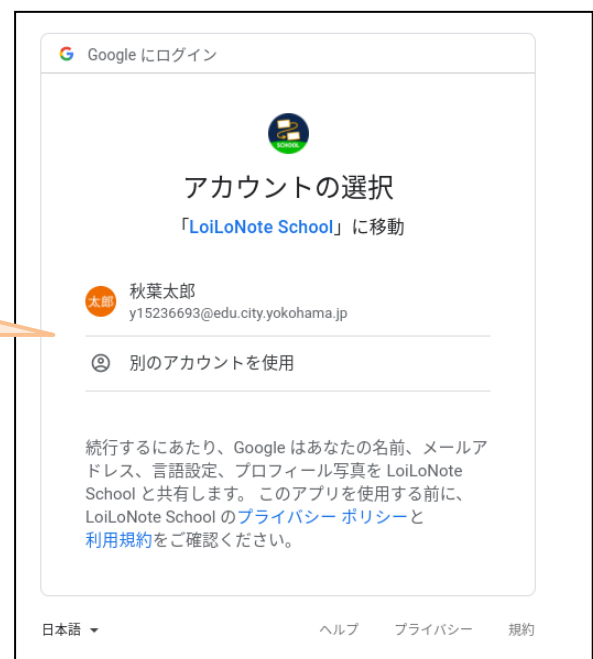 Google にログイン
SCHOOL
アカウントの選択
「LoiLoNote School」に移動
太郎
秋葉太郎
y15236693@edu.city.yokohama.jp
別のアカウントを使用
続行するにあたり、Google はあなたの名前、メールア
ドレス、言語設定、プロフィール写真を LoiLoNote
School と共有します。 このアプリを使用する前に、
LoiLoNote School のプライバシー ポリシーと
利用規約をご確認ください。
日本語
ヘルプ プライバシー 規約